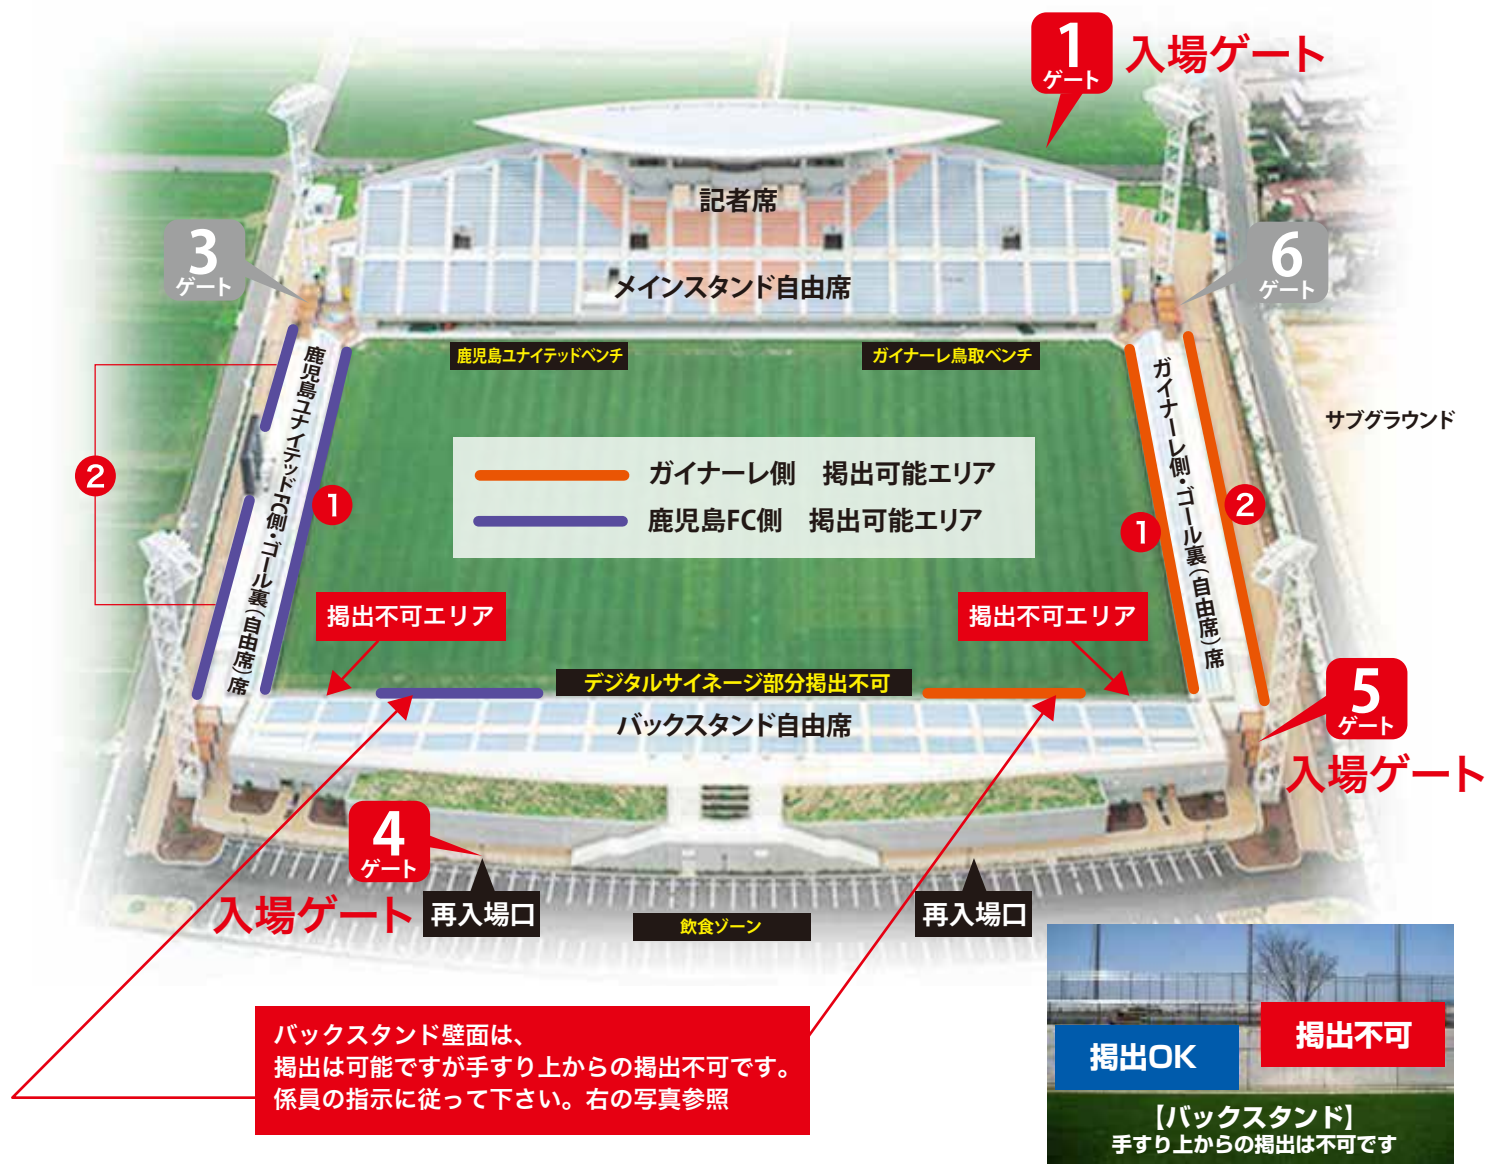 1
ゲート
入場ゲート
記者席
3
ゲート
6
ゲート
メインスタンド自由席
鹿児島ユナイテッドベンチ
ガイナーレ鳥取ベンチ
鹿児島ユナイテッドFC側・ゴール裏(自由席)席
ガイナーレ側・ゴール裏(自由席)席
サブグラウンド
2
1
ガイナーレ側 掲出可能エリア
鹿児島FC側 掲出可能エリア
1
2
掲出不可エリア
掲出不可エリア
デジタルサイネージ部分掲出不可
バックスタンド自由席
5
ゲート
入場ゲート
4
ゲート
入場ゲート
再入場口
再入場口
飲食ゾーン
バックスタンド壁面は、
掲出は可能ですが手すり上からの掲出不可です。
係員の指示に従って下さい。右の写真参照
掲出OK
掲出不可
【バックスタンド】
手すり上からの掲出は不可です